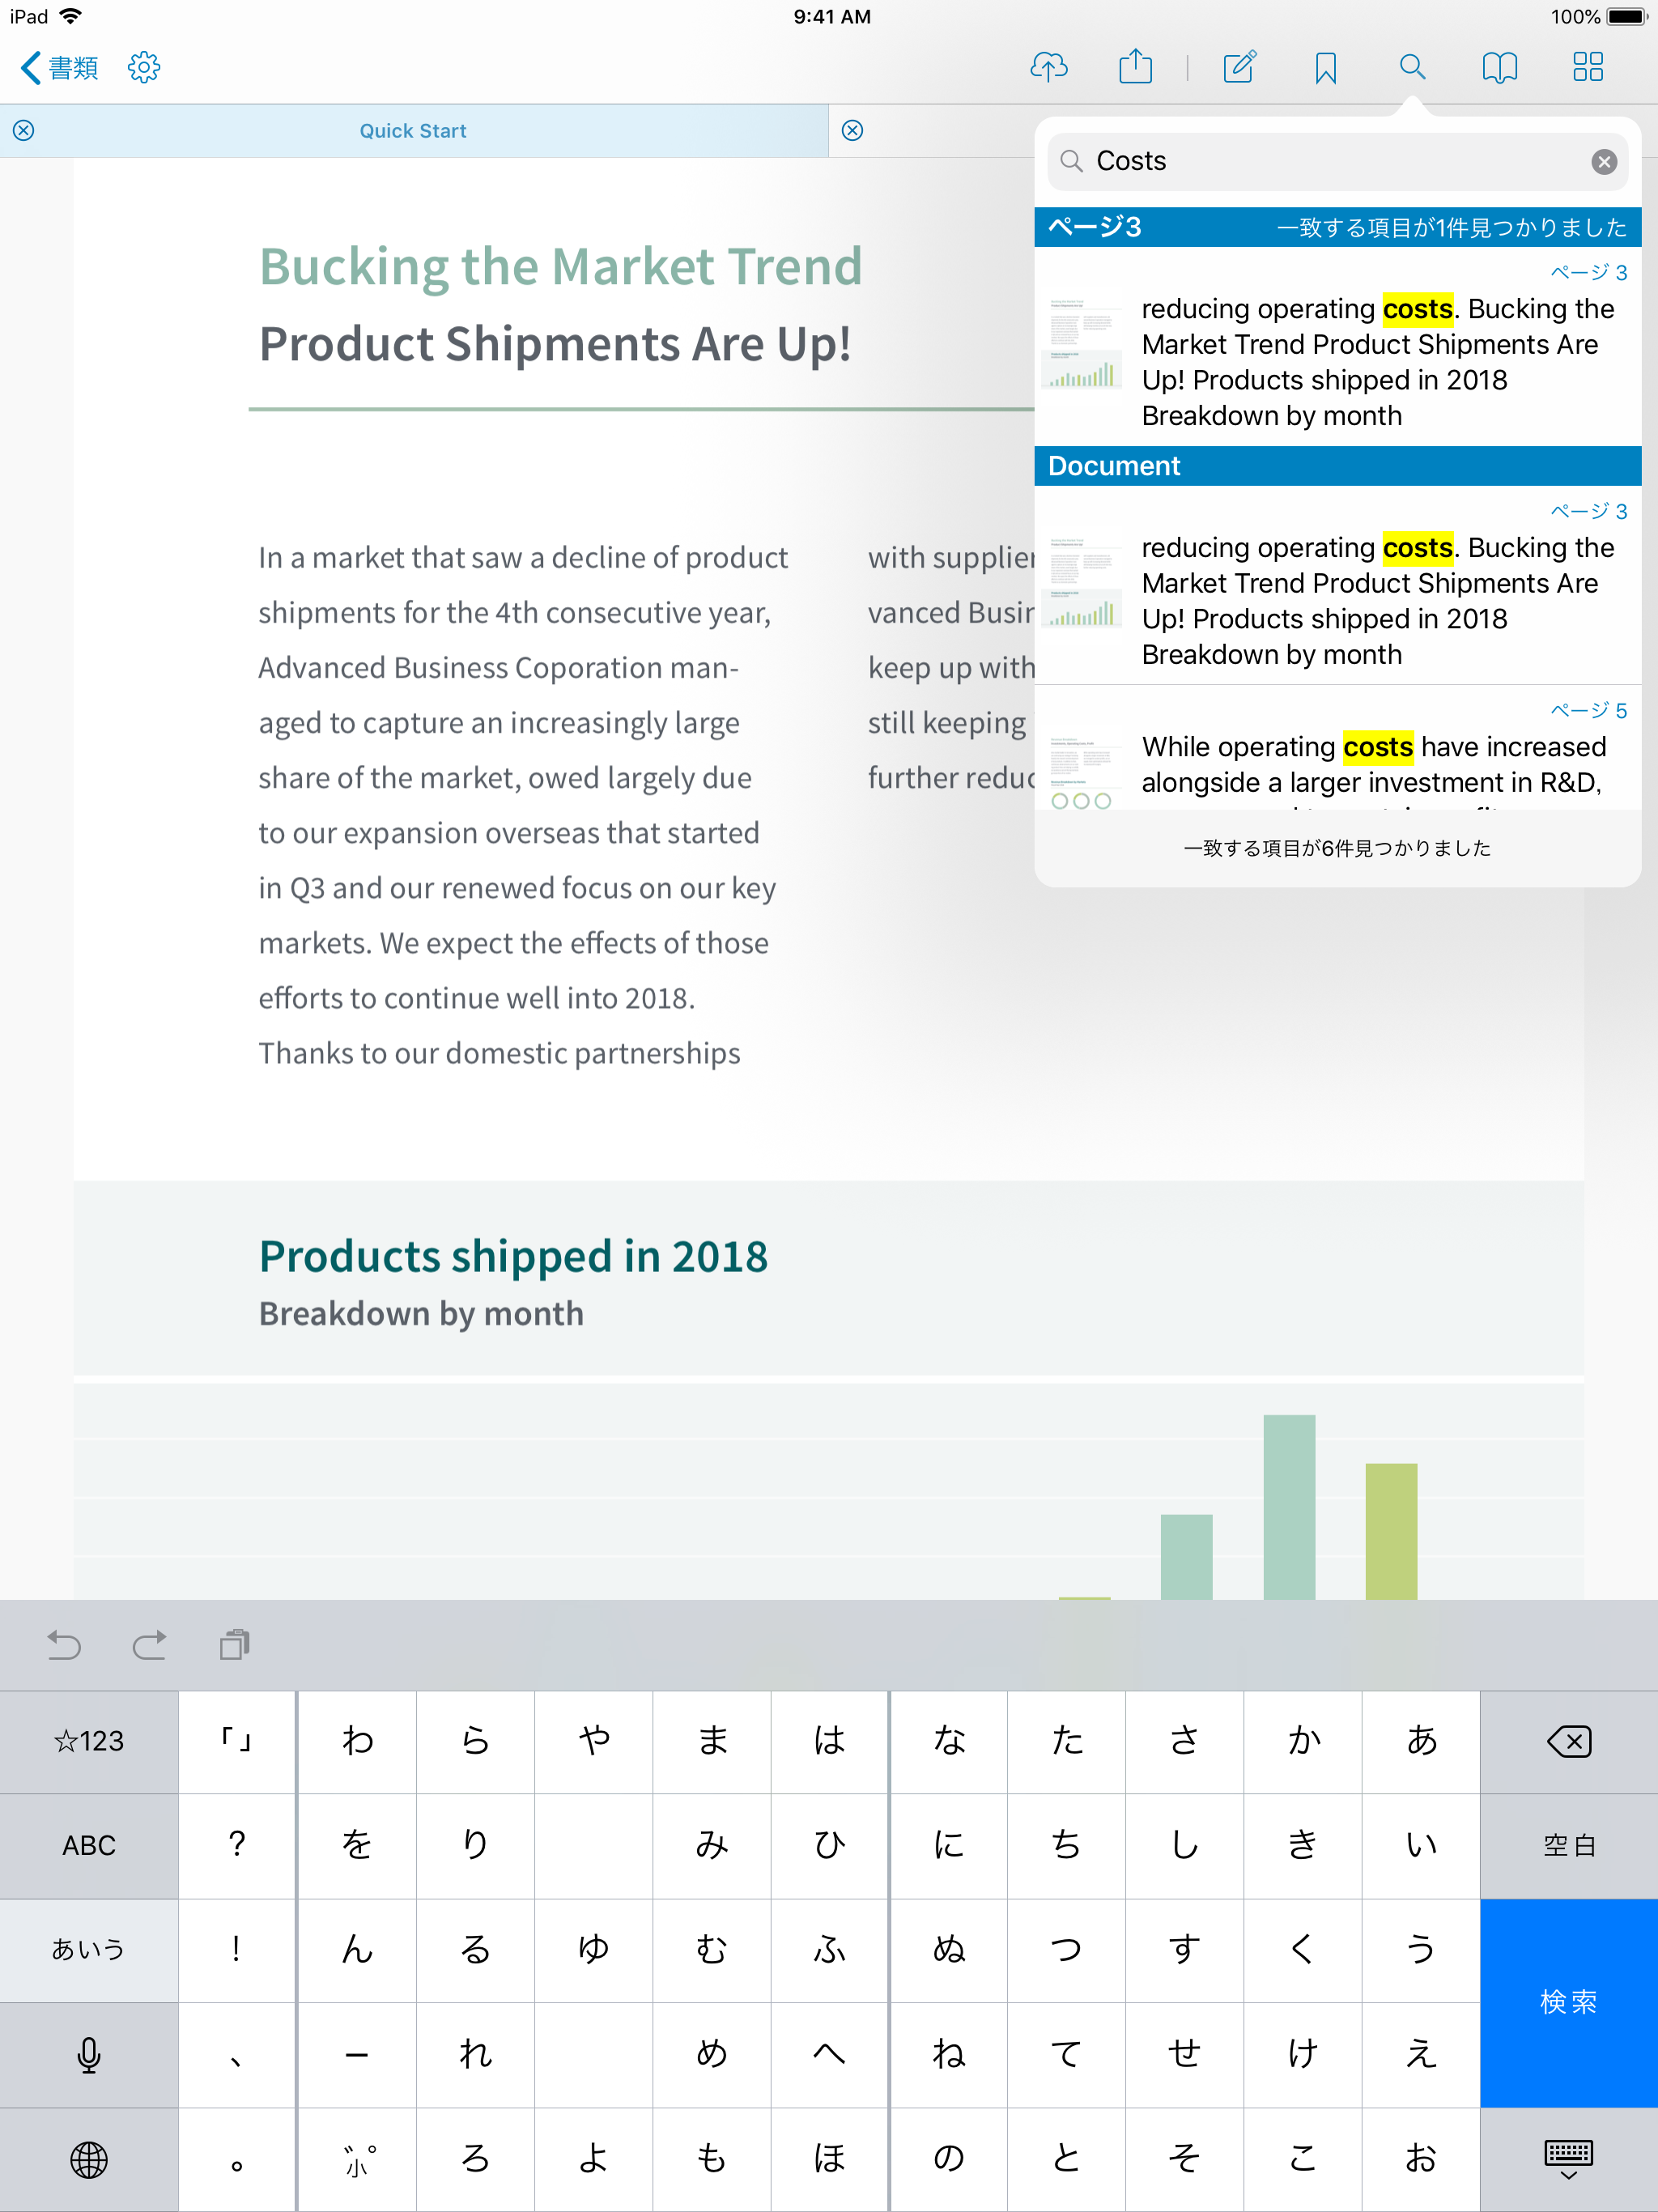 iPad 9:41 AM 100%
書類
Quick Start
Costs
ページ3 一致する項目が1件見つかりました
ページ 3
reducing operating costs. Bucking the
Market Trend Product Shipments Are
Up! Products shipped in 2018
Breakdown by month
Document
ページ 3
reducing operating costs. Bucking the
Market Trend Product Shipments Are
Up! Products shipped in 2018
Breakdown by month
ページ 5
While operating costs have increased
alongside a larger investment in R&D,
一致する項目が6件見つかりました
Bucking the Market Trend
Product Shipments Are Up!
In a market that saw a decline of product
shipments for the 4th consecutive year,
Advanced Business Coporation man-
aged to capture an increasingly large
share of the market, owed largely due
to our expansion overseas that started
in Q3 and our renewed focus on our key
markets. We expect the effects of those
efforts to continue well into 2018.
Thanks to our domestic partnerships
with supplier
vanced Busin
keep up with
still keeping
further reduc
Products shipped in 2018
Breakdown by month
☆123 「」 わ ら や ま は な た さ か あ
ABC ? を り み ひ に ち し き い 空白
あいう ! ん る ゆ む ふ ぬ つ す く う 検索
、 ー れ め へ ね て せ け え
。 ゛゜小 ろ よ も ほ の と そ こ お